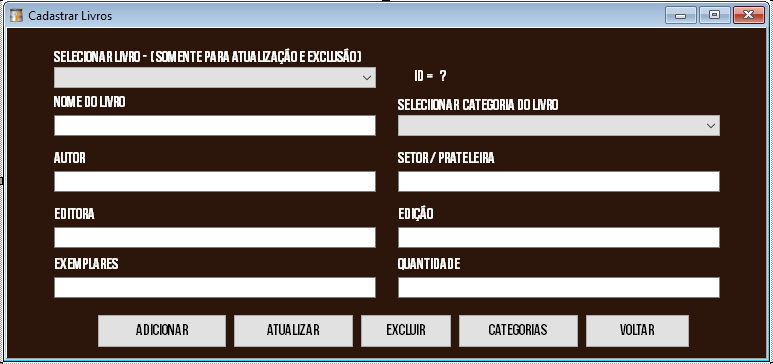 Cadastrar Livros
SELECIONAR LIVRO - (SOMENTE PARA ATUALIZAÇÃO E EXCLUSÃO)
ID = ?
NOME DO LIVRO
SELECIIONAR CATEGORIA DO LIVRO
AUTOR
SETOR / PRATELEIRA
EDITORA
EDIÇÃO
EXEMPLARES
QUANTIDADE
ADICIONAR
ATUALIZAR
EXCLUIR
CATEGORIAS
VOLTAR